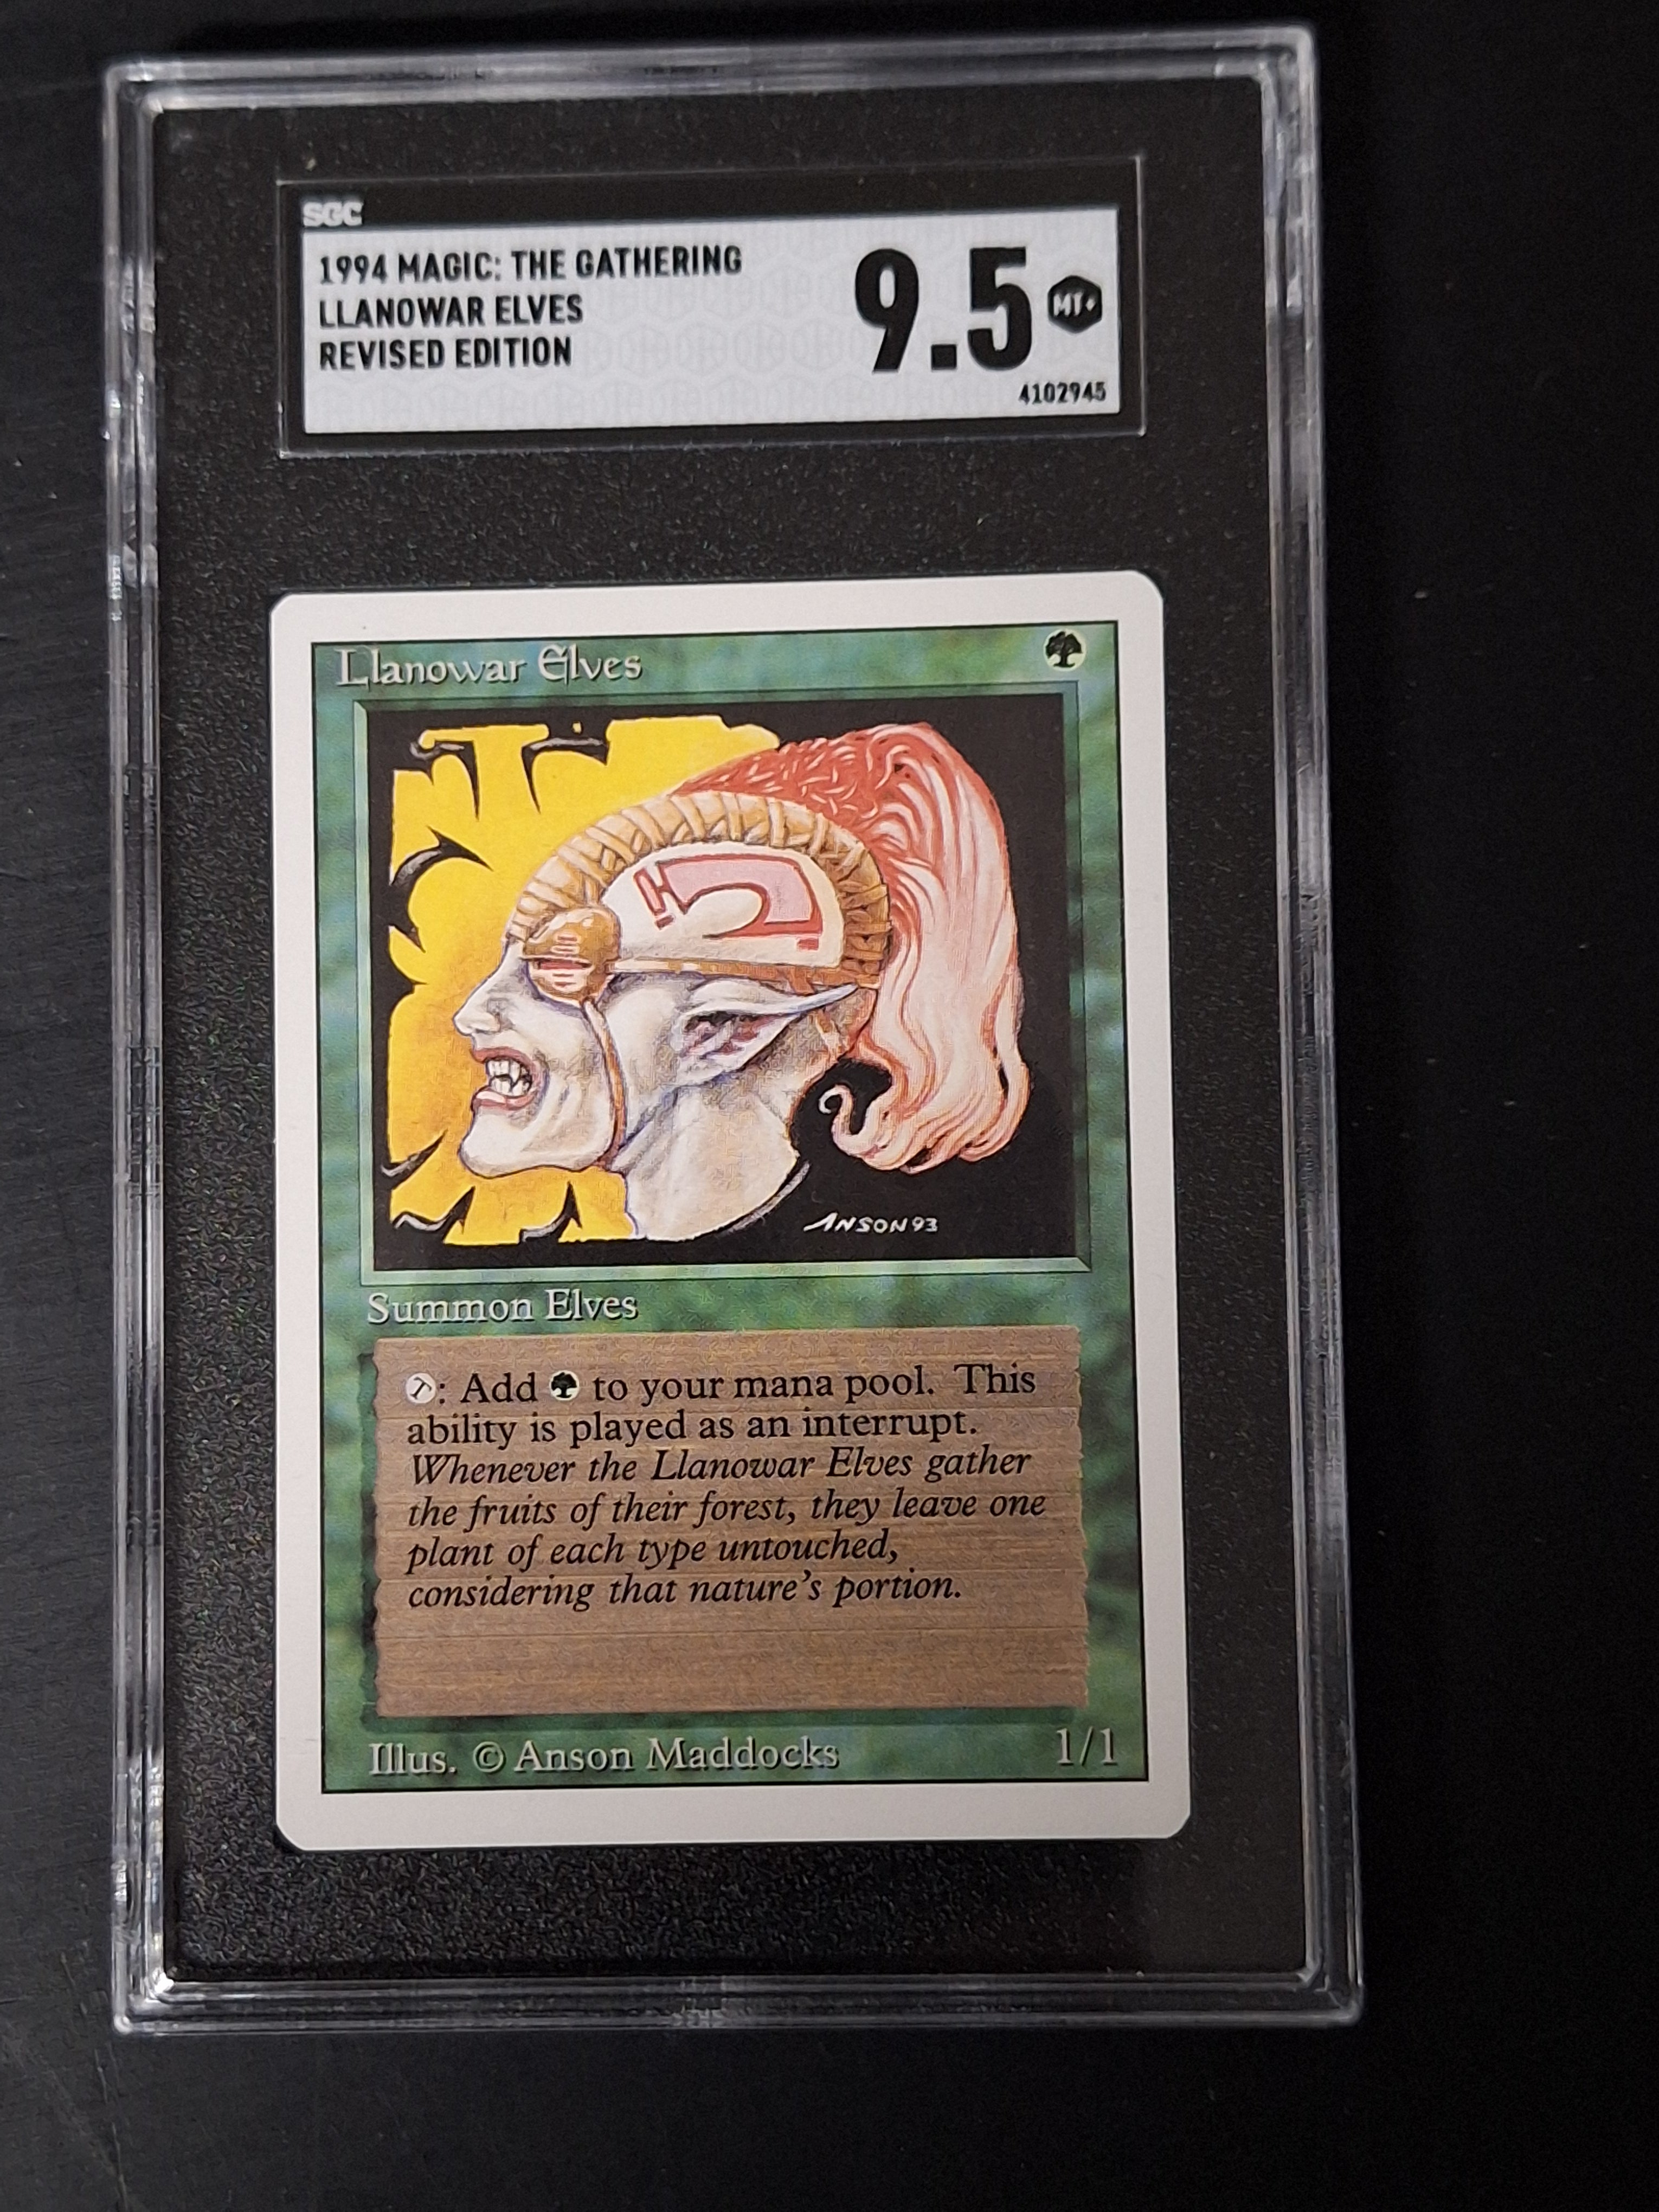 SGC
1994 MAGIC: THE GATHERING
LLANOWAR ELVES
REVISED EDITION
9.5 MT+
4102945
Llanowar Elves
ANSON93
Summon Elves
T: Add to your mana pool. This
ability is played as an interrupt.
Whenever the Llanowar Elves gather
the fruits of their forest, they leave one
plant of each type untouched,
considering that nature's portion.
Illus. © Anson Maddocks
1/1